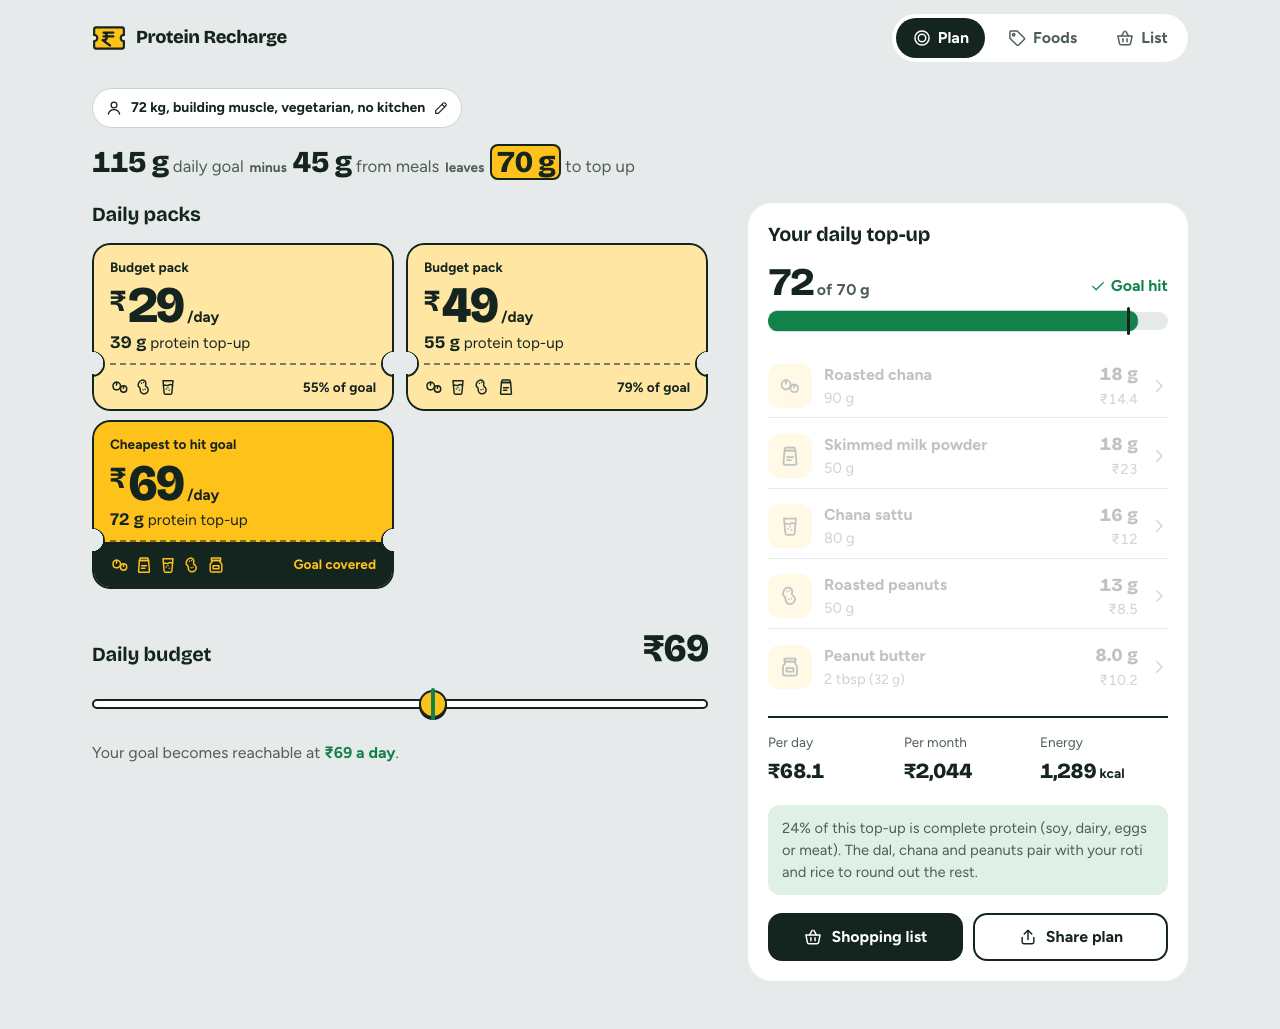 Protein Recharge
Plan
Foods
List
72 kg, building muscle, vegetarian, no kitchen
115 g daily goal minus 45 g from meals leaves 70 g to top up
Daily packs
Budget pack
₹29/day
39 g protein top-up
55% of goal
Budget pack
₹49/day
55 g protein top-up
79% of goal
Cheapest to hit goal
₹69/day
72 g protein top-up
Goal covered
Daily budget
₹69
Your goal becomes reachable at ₹69 a day.
Your daily top-up
72 of 70 g
Goal hit
Roasted chana
18 g
90 g
₹14.4
Skimmed milk powder
18 g
50 g
₹23
Chana sattu
16 g
80 g
₹12
Roasted peanuts
13 g
50 g
₹8.5
Peanut butter
8.0 g
2 tbsp (32 g)
₹10.2
Per day
Per month
Energy
₹68.1
₹2,044
1,289 kcal
24% of this top-up is complete protein (soy, dairy, eggs
or meat). The dal, chana and peanuts pair with your roti
and rice to round out the rest.
Shopping list
Share plan